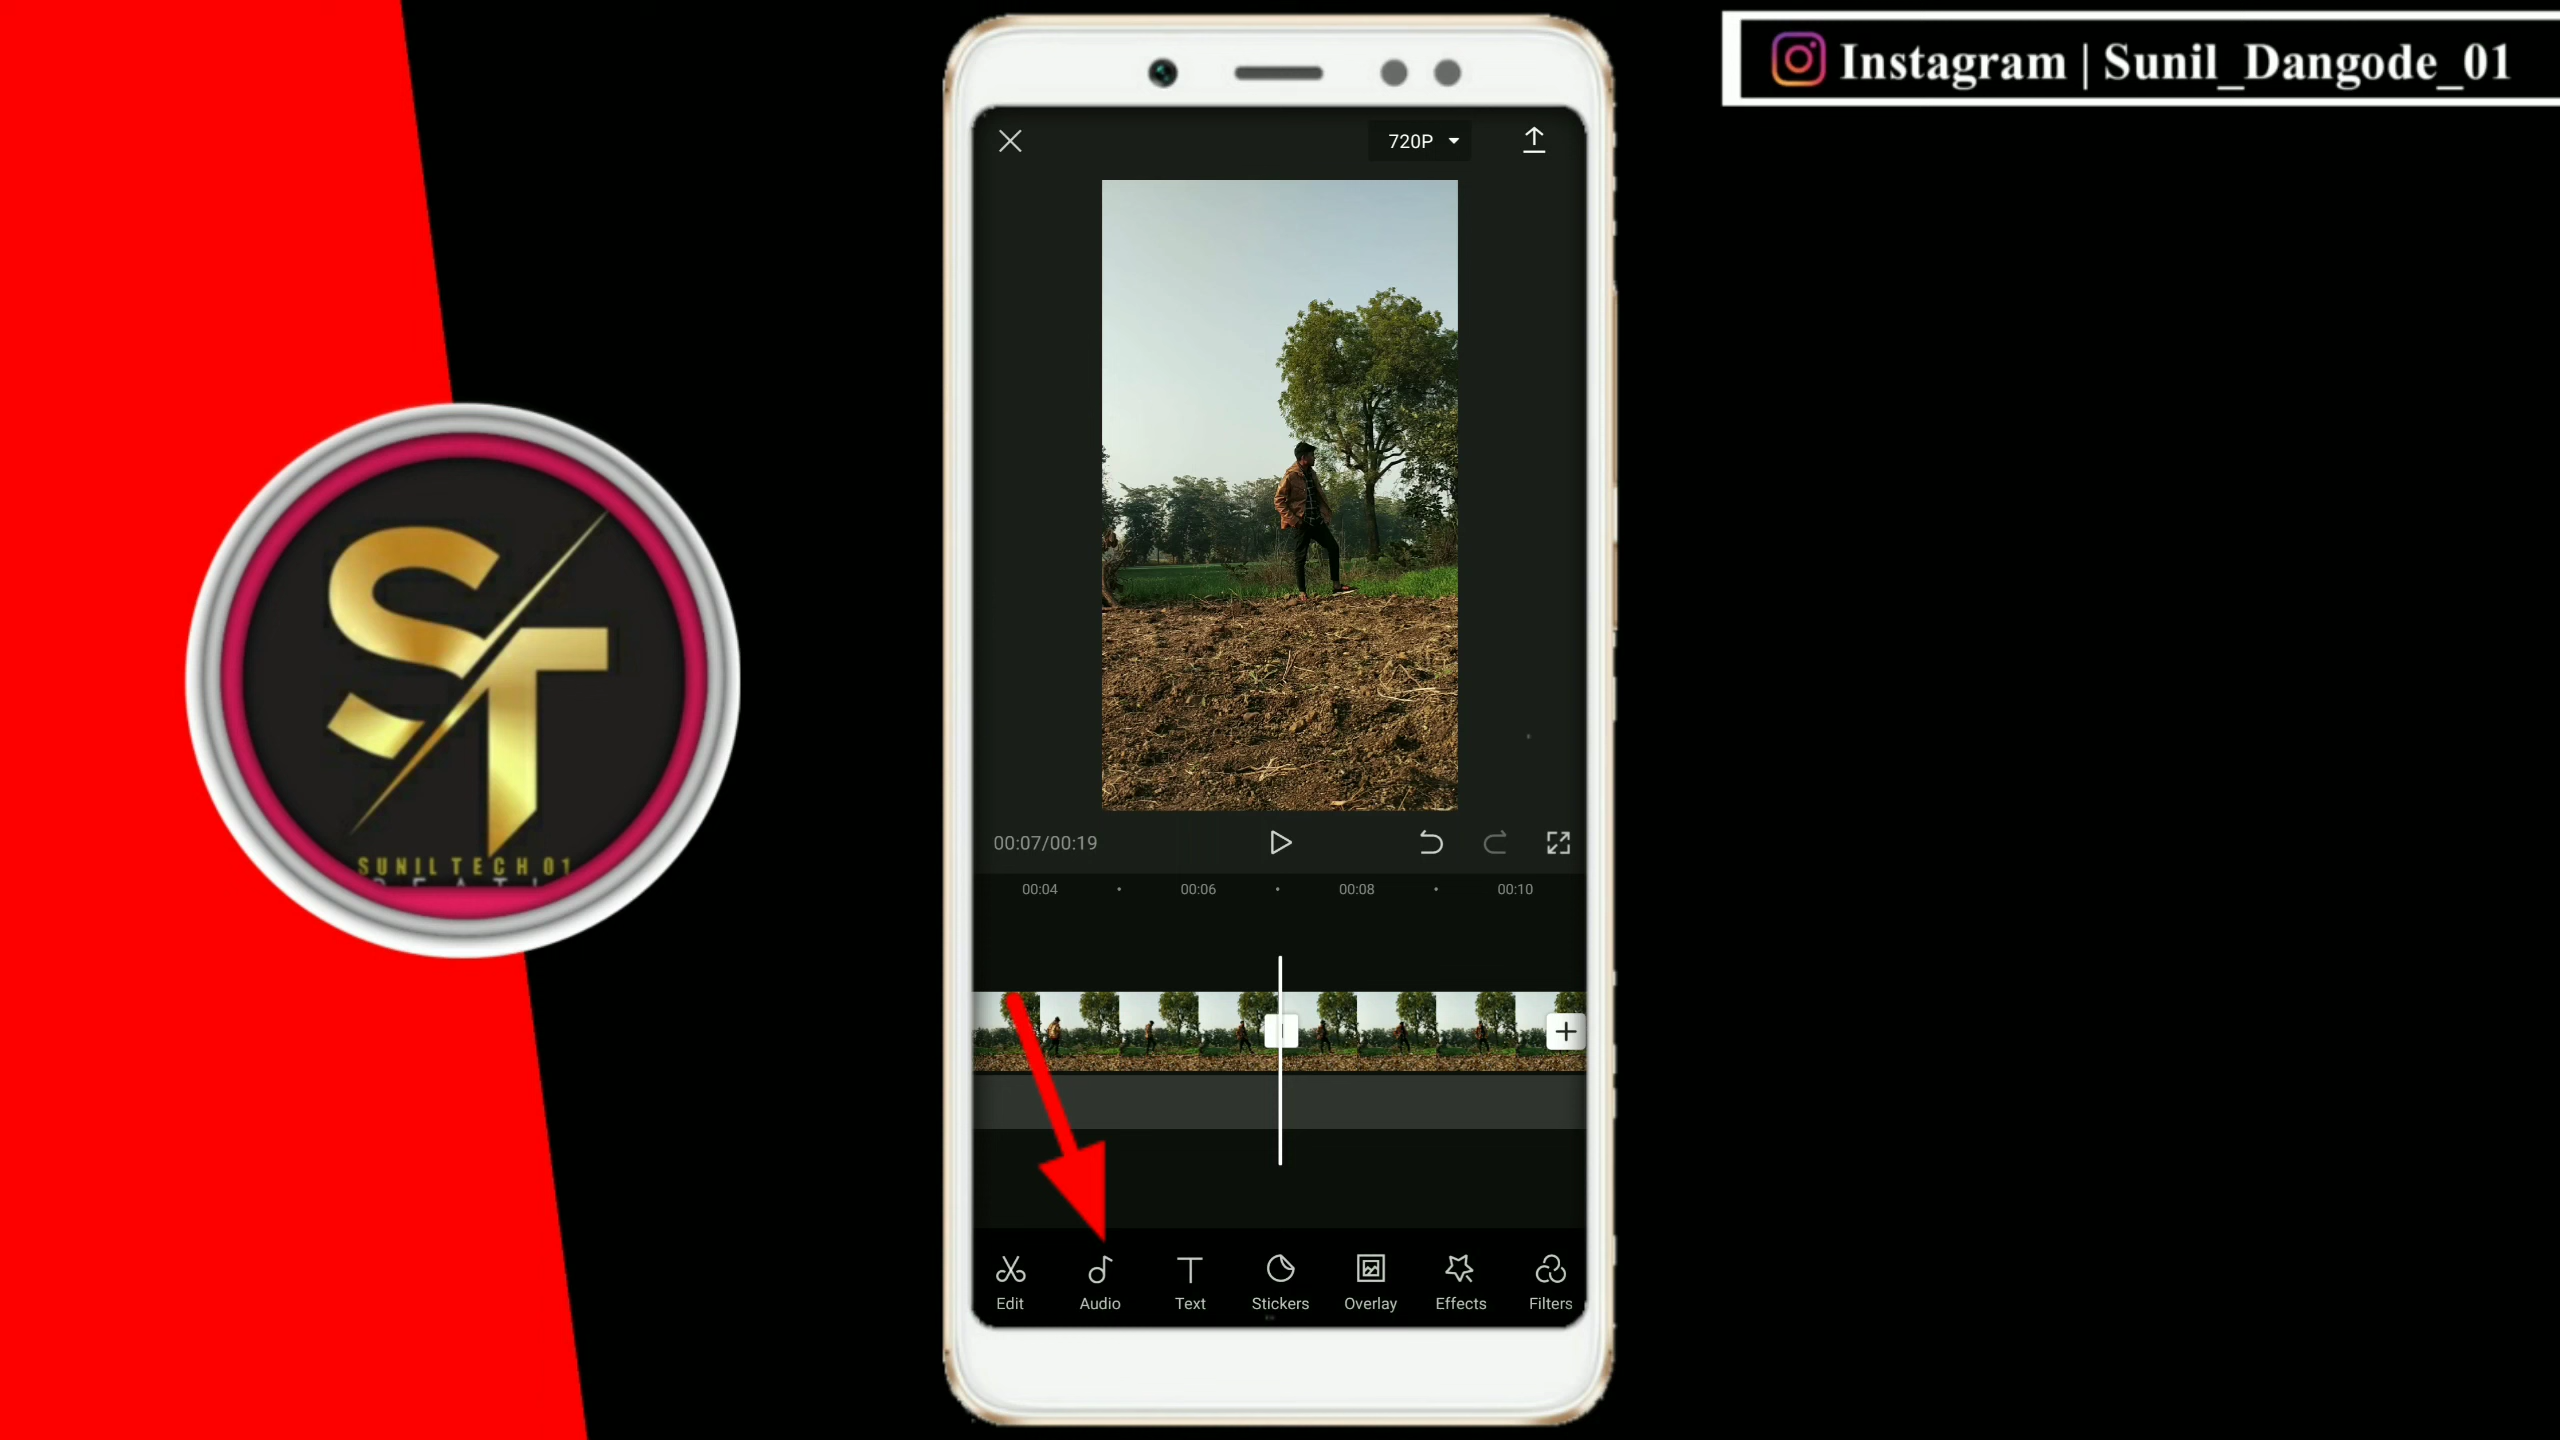 Instagram | Sunil_Dangode_01
720P
ST
SUNIL TECH 01
00:07/00:19
00:04
00:06
00:08
00:10
Edit
Audio
Text
Stickers
Overlay
Effects
Filters